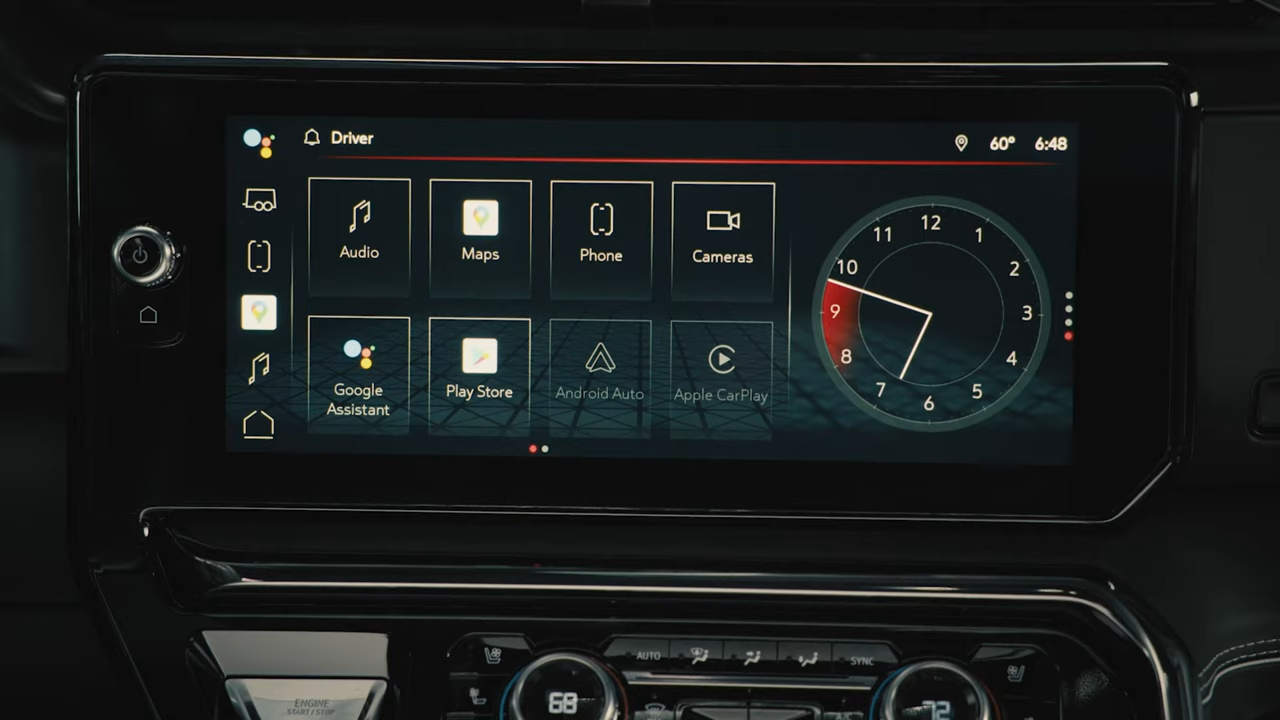 Driver
60° 6:48
Audio
Maps
Phone
Cameras
Google
Assistant
Play Store
Android Auto
Apple CarPlay
12
1
2
3
4
5
6
7
8
9
10
11
AUTO
SYNC
68
72
A/C
ENGINE
START / STOP